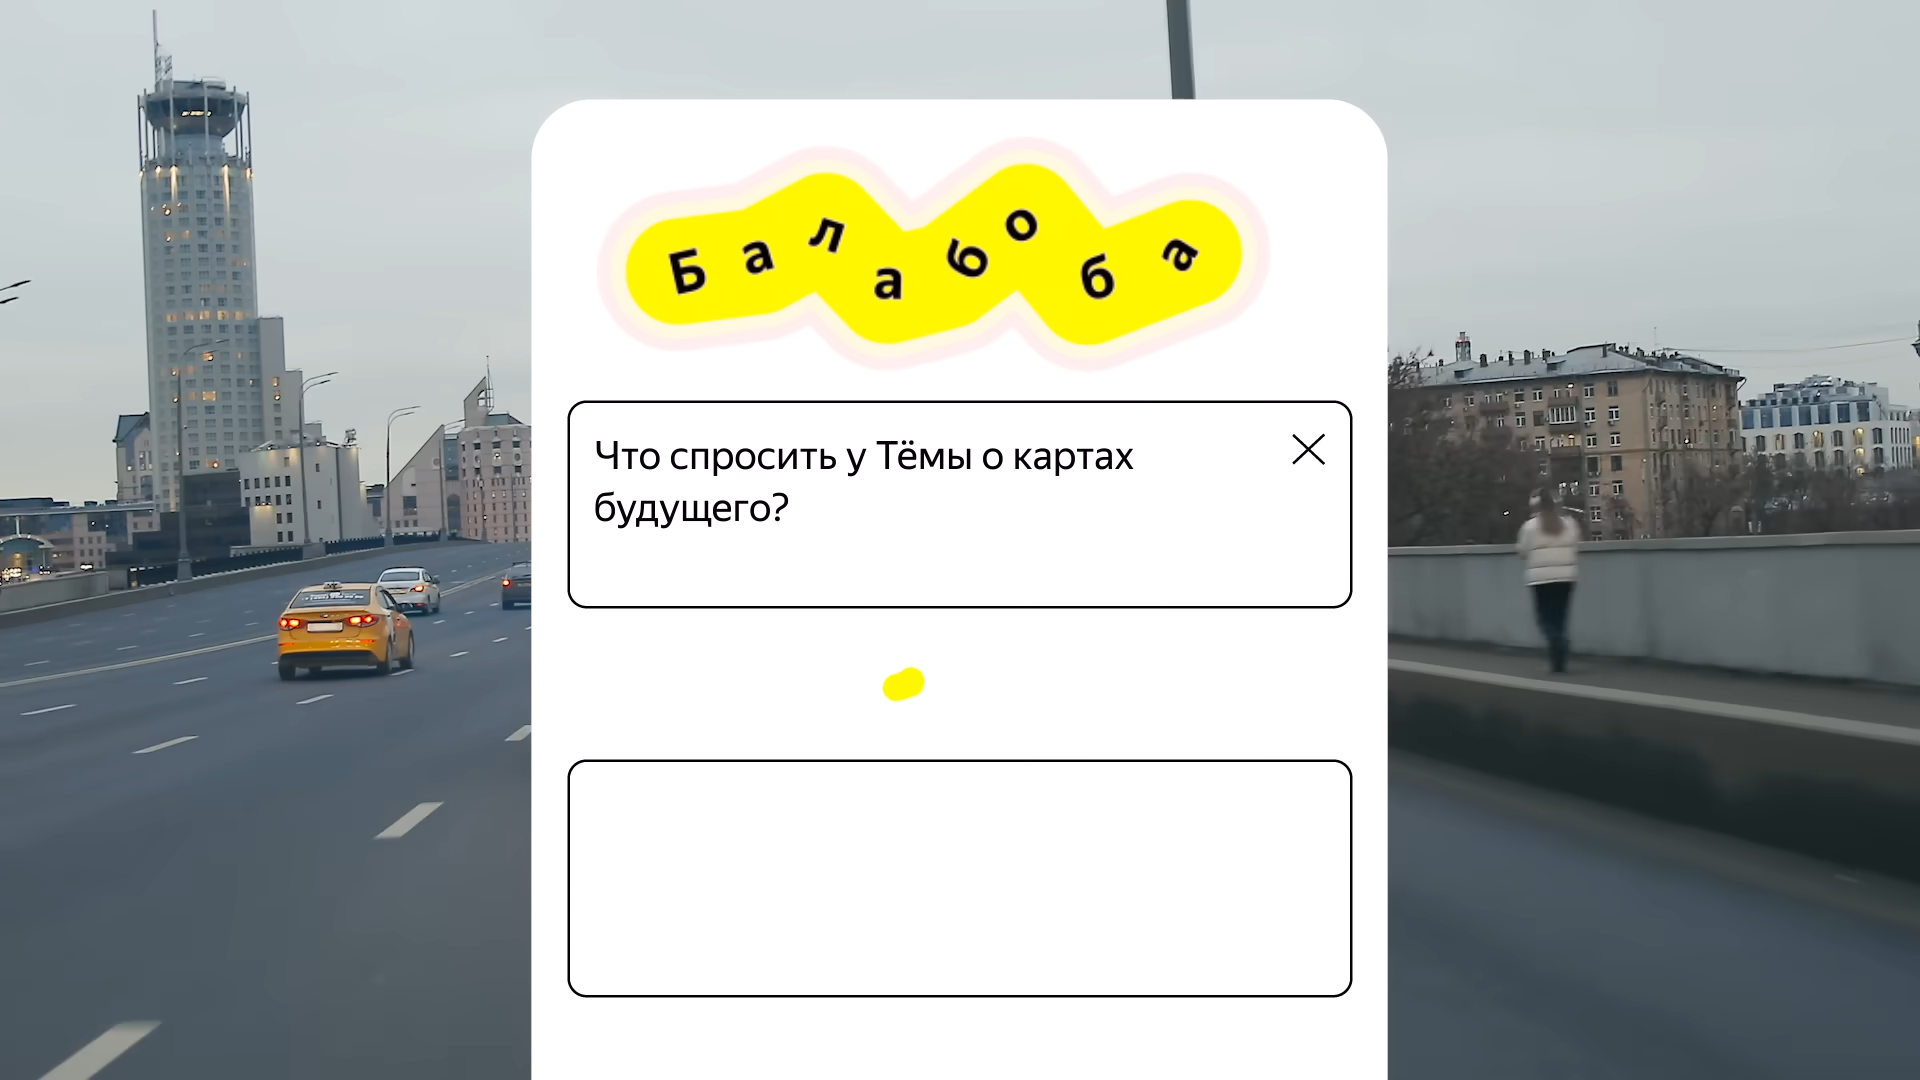 Балабоба
Что спросить у Тёмы о картах
будущего?